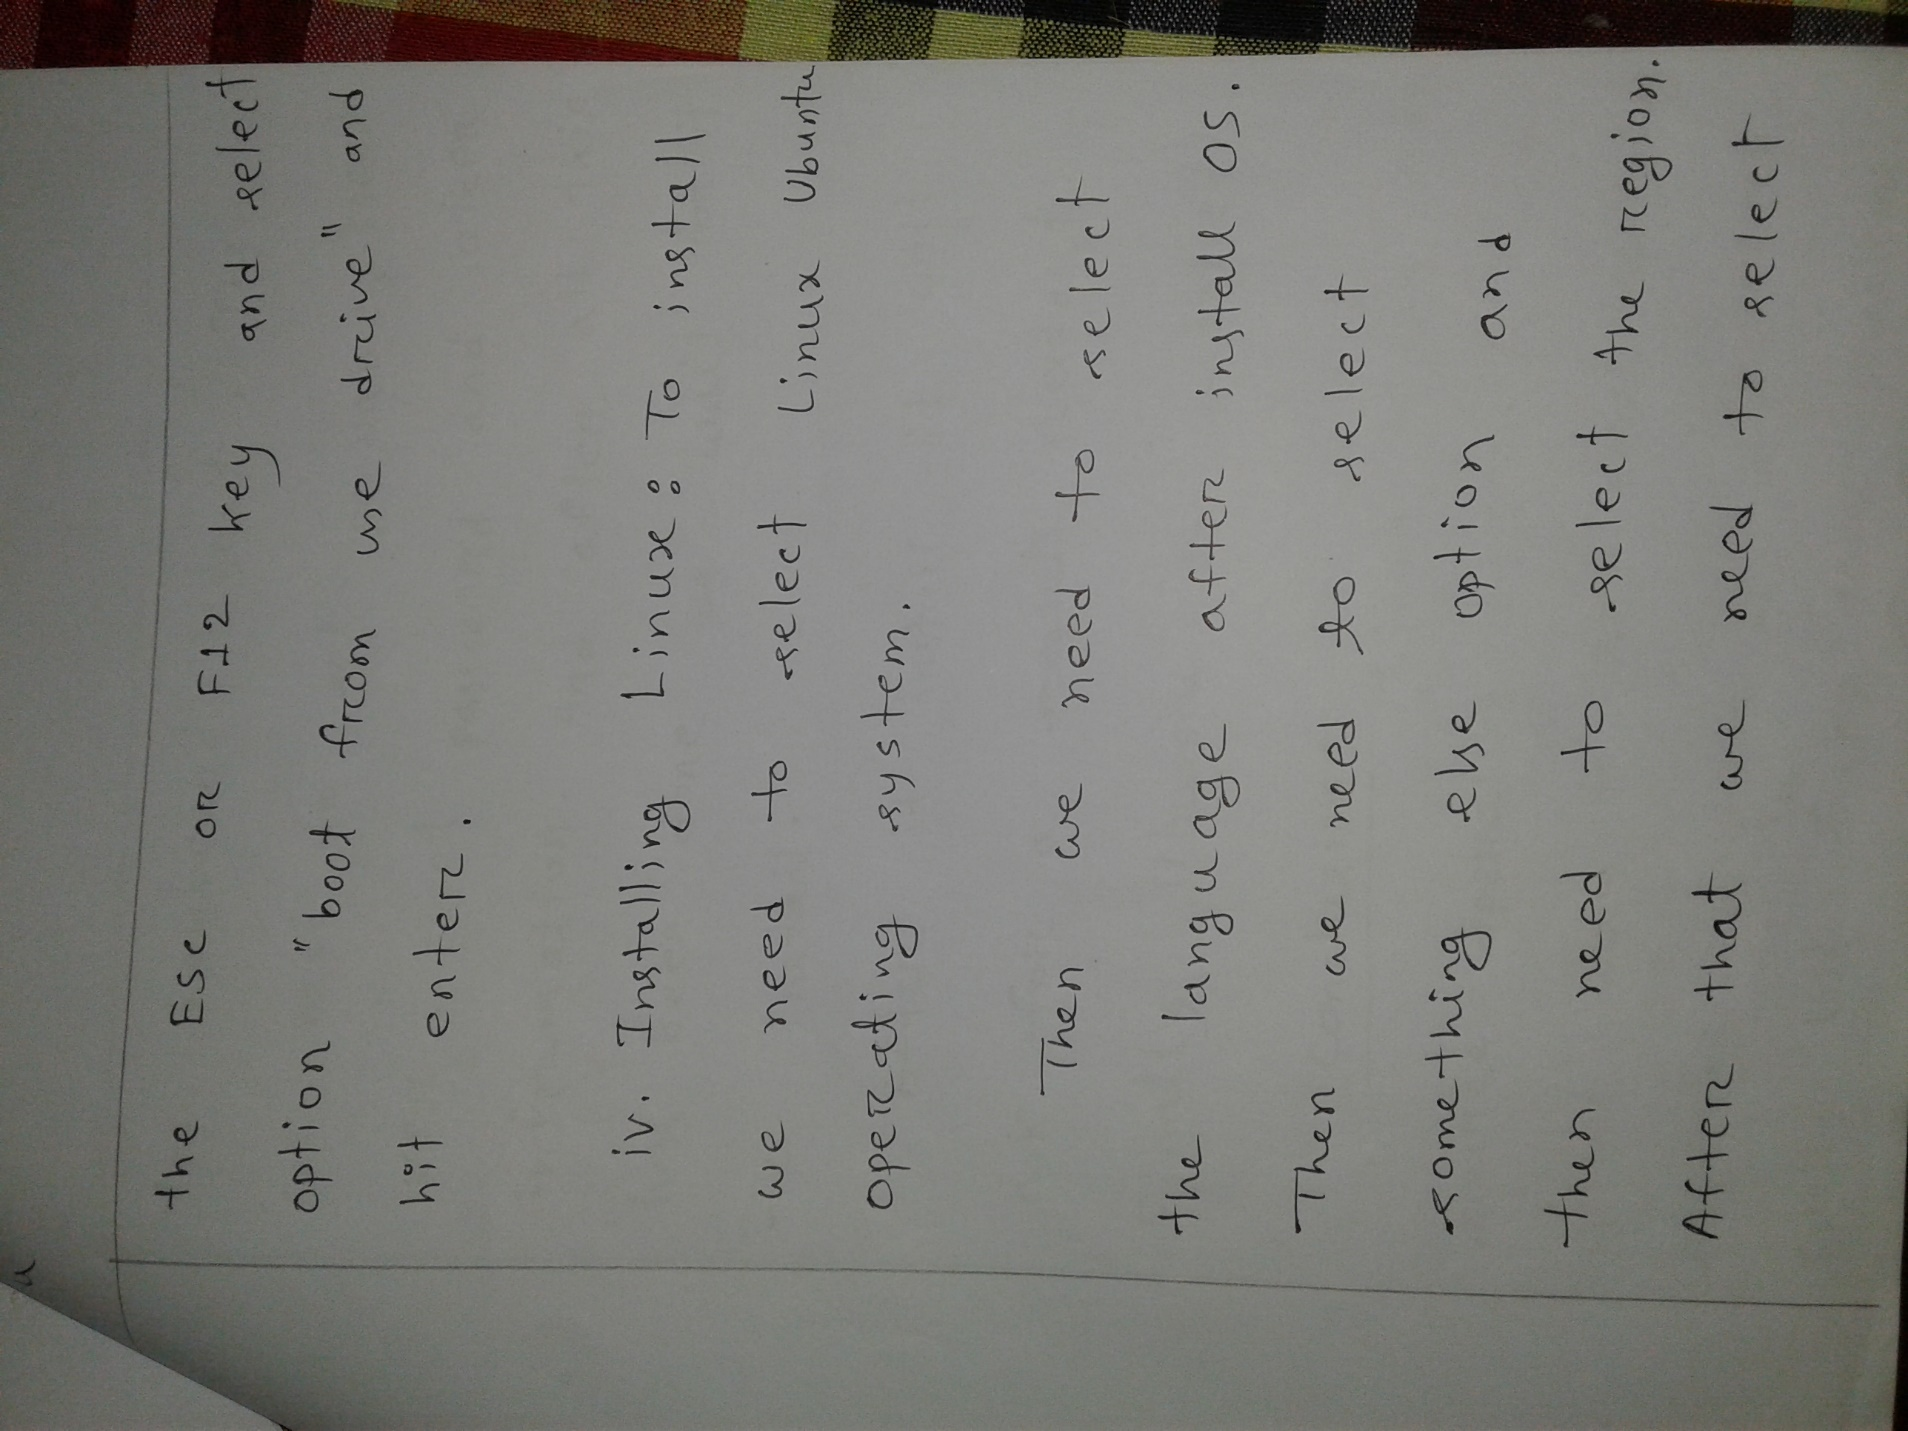 the Esc or F12 key and select
option "boot from use drive" and
hit enter.
iv. Installing Linux: To install
we need to select Linux Ubuntu
operating system.
Then we need to select
the language after install OS.
Then we need to select
something else option and
then need to select the region.
After that we need to select